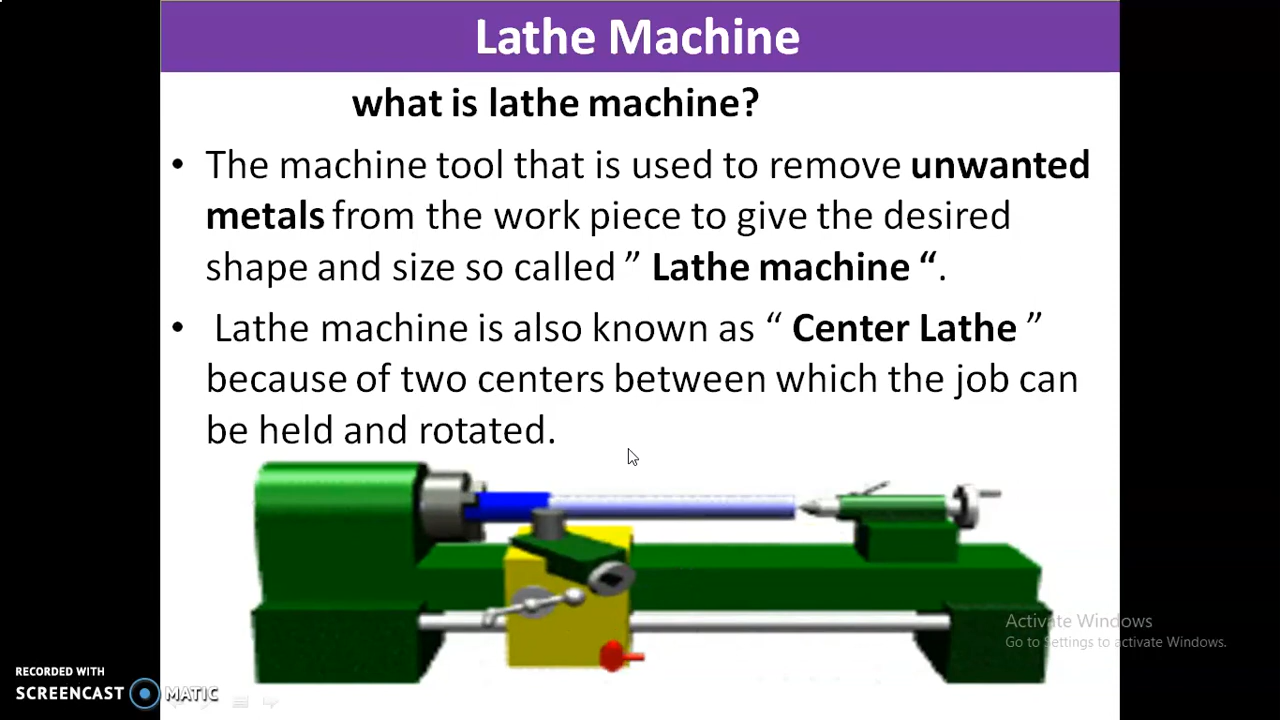 Lathe Machine
what is lathe machine?
• The machine tool that is used to remove unwanted
metals from the work piece to give the desired
shape and size so called ” Lathe machine “.
• Lathe machine is also known as “ Center Lathe ”
because of two centers between which the job can
be held and rotated.
Activate Windows
Go to Settings to activate Windows.
RECORDED WITH
SCREENCAST MATIC